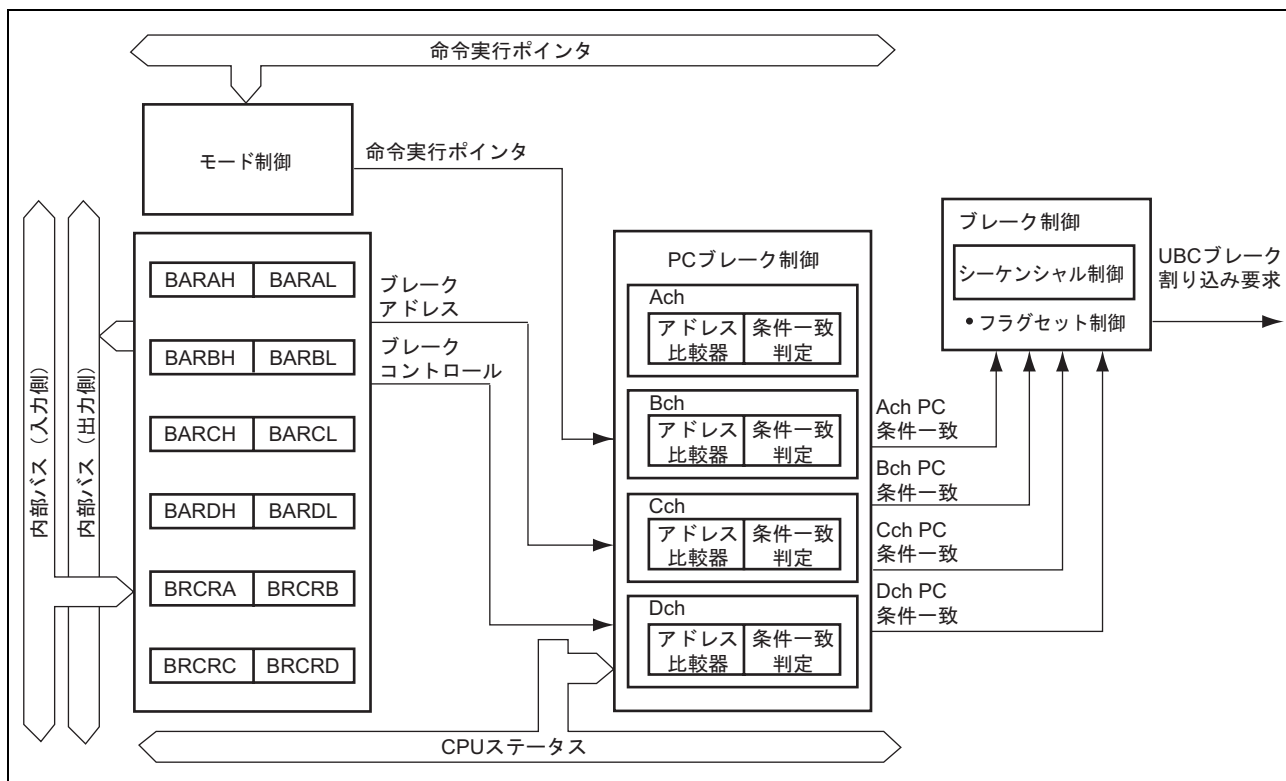 命令実行ポインタ
モード制御
命令実行ポインタ
内部バス（入力側）
内部バス（出力側）
BARAH BARAL
BARBH BARBL
BARCH BARCL
BARDH BARDL
BRCRA BRCRB
BRCRC BRCRD
ブレーク
アドレス
ブレーク
コントロール
PCブレーク制御
Ach
アドレス 条件一致
比較器 判定
Bch
アドレス 条件一致
比較器 判定
Cch
アドレス 条件一致
比較器 判定
Dch
アドレス 条件一致
比較器 判定
CPUステータス
Ach PC
条件一致
Bch PC
条件一致
Cch PC
条件一致
Dch PC
条件一致
ブレーク制御
シーケンシャル制御
•フラグセット制御
UBCブレーク
割り込み要求